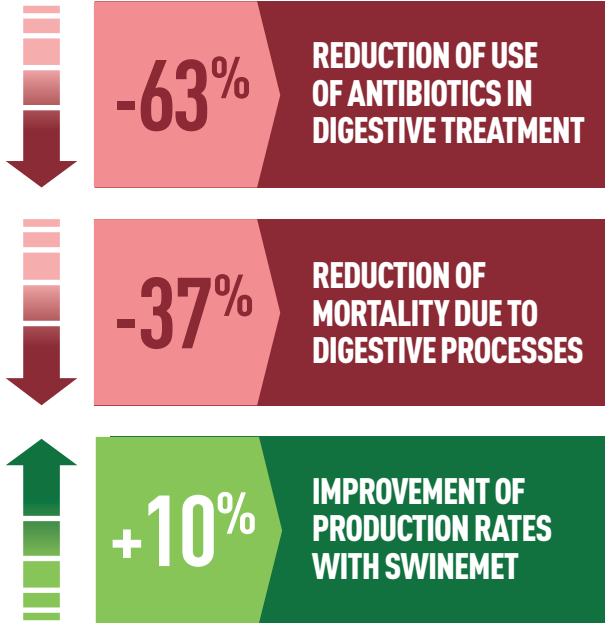 -63%
REDUCTION OF USE
OF ANTIBIOTICS IN
DIGESTIVE TREATMENT
-37%
REDUCTION OF
MORTALITY DUE TO
DIGESTIVE PROCESSES
+10%
IMPROVEMENT OF
PRODUCTION RATES
WITH SWINEMET